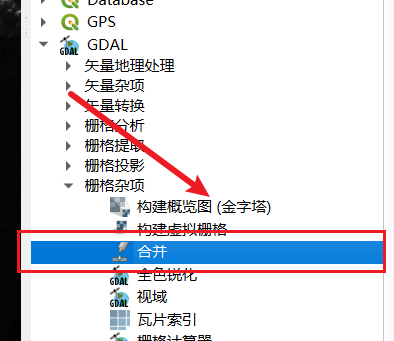 Database
GPS
GDAL
矢量地理处理
矢量杂项
矢量转换
栅格分析
栅格提取
栅格投影
栅格杂项
构建概览图 (金字塔)
构建虚拟栅格
合并
GDAL 全色锐化
GDAL 视域
瓦片索引
GDAL 栅格计算器